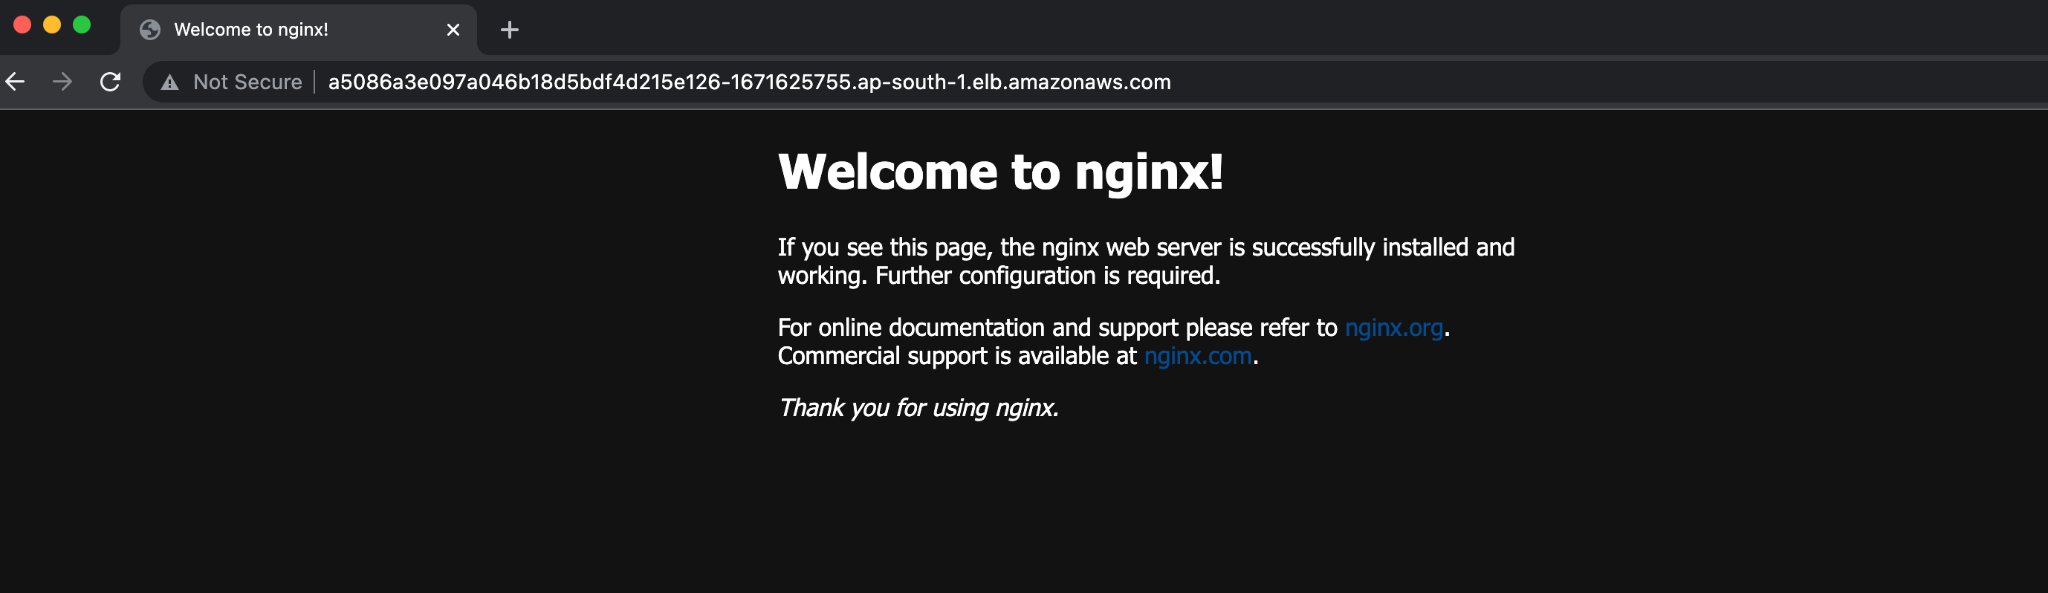 Welcome to nginx!
Not Secure
a5086a3e097a046b18d5bdf4d215e126-1671625755.ap-south-1.elb.amazonaws.com
Welcome to nginx!
If you see this page, the nginx web server is successfully installed and
working. Further configuration is required.
For online documentation and support please refer to nginx.org.
Commercial support is available at nginx.com.
Thank you for using nginx.